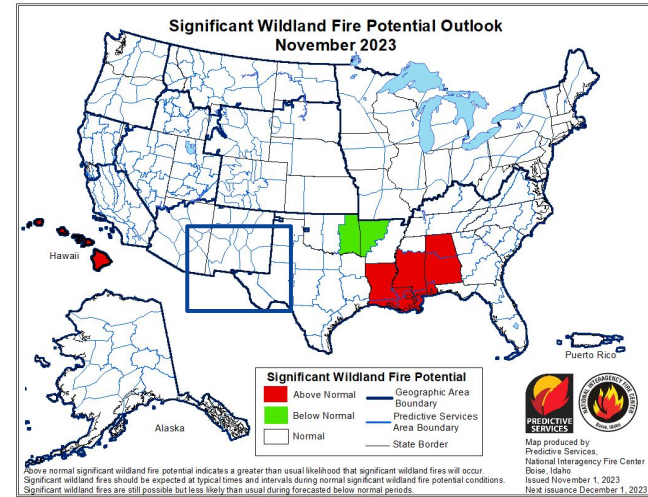 Significant Wildland Fire Potential Outlook
November 2023
Hawaii
Alaska
Puerto Rico
Significant Wildland Fire Potential
Above Normal
Below Normal
Normal
Geographic Area
Boundary
Predictive Services
Area Boundary
State Border
PREDICTIVE
SERVICES
NATIONAL INTERAGENCY FIRE CENTER
Boise, Idaho
Map produced by
Predictive Services,
National Interagency Fire Center
Boise, Idaho
Issued November 1, 2023
Next issuance December 1, 2023
Above normal significant wildland fire potential indicates a greater than usual likelihood that significant wildland fires will occur.
Significant wildland fires should be expected at typical times and intervals during normal significant wildland fire potential conditions.
Significant wildland fires are still possible but less likely than usual during forecasted below normal periods.